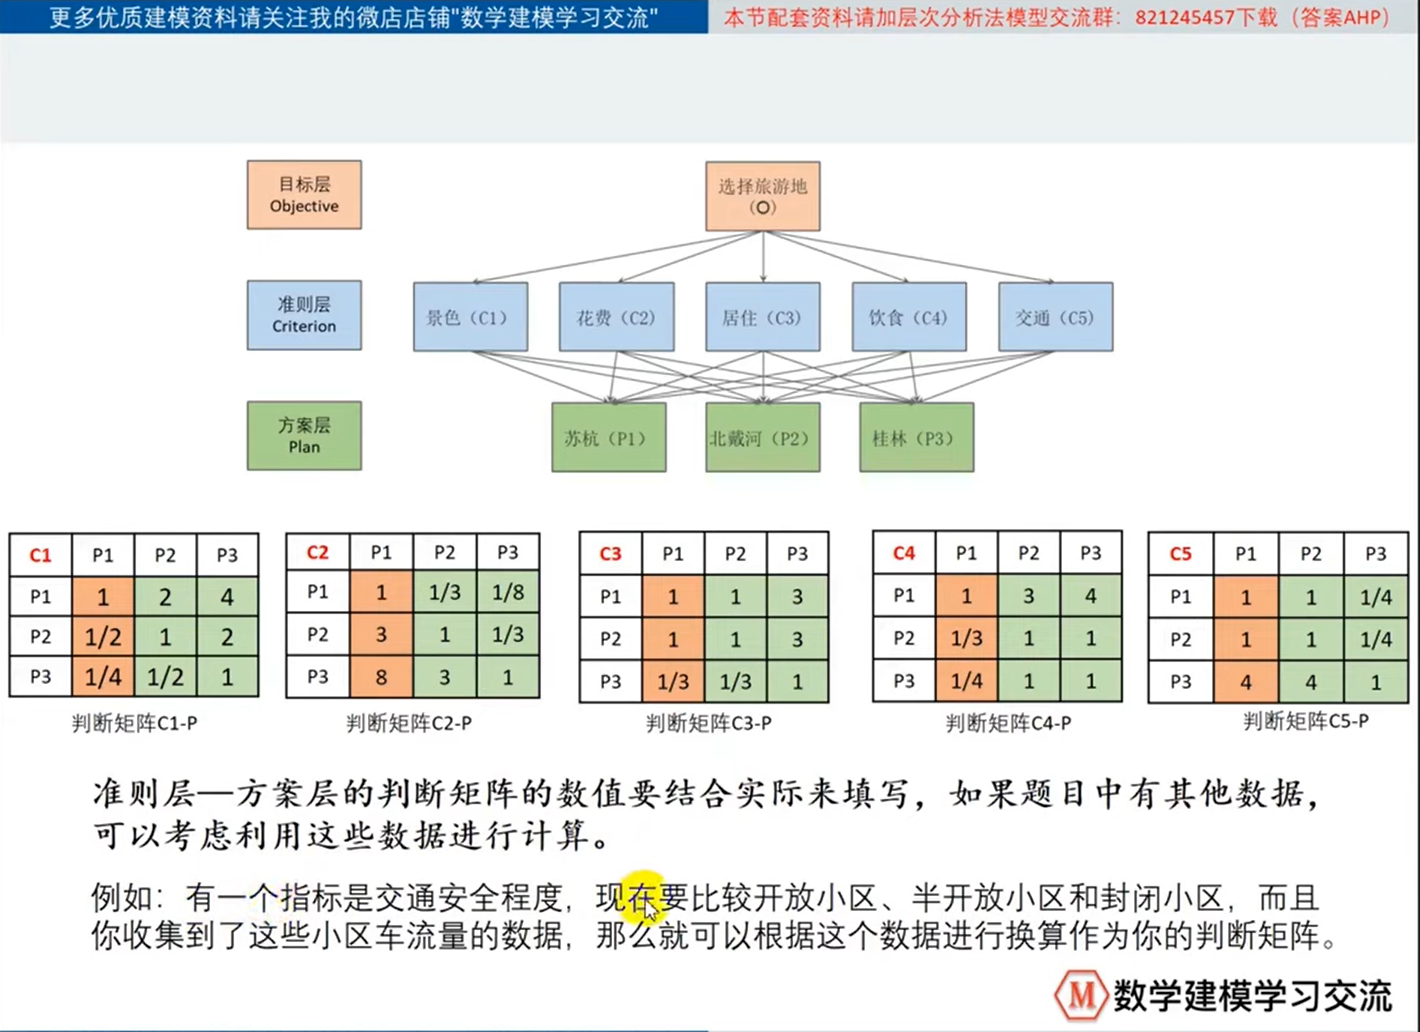 更多优质建模资料请关注我的微店店铺"数学建模学习交流"
本节配套资料请加层次分析法模型交流群：821245457下载（答案AHP）
目标层
Objective
选择旅游地
（O）
准则层
Criterion
景色（C1） 花费（C2） 居住（C3） 饮食（C4） 交通（C5）
方案层
Plan
苏杭（P1） 北戴河（P2） 桂林（P3）
C1 P1 P2 P3
P1 1 2 4
P2 1/2 1 2
P3 1/4 1/2 1
判断矩阵C1-P
C2 P1 P2 P3
P1 1 1/3 1/8
P2 3 1 1/3
P3 8 3 1
判断矩阵C2-P
C3 P1 P2 P3
P1 1 1 3
P2 1 1 3
P3 1/3 1/3 1
判断矩阵C3-P
C4 P1 P2 P3
P1 1 3 4
P2 1/3 1 1
P3 1/4 1 1
判断矩阵C4-P
C5 P1 P2 P3
P1 1 1 1/4
P2 1 1 1/4
P3 4 4 1
判断矩阵C5-P
准则层—方案层的判断矩阵的数值要结合实际来填写，如果题目中有其他数据，
可以考虑利用这些数据进行计算。
例如：有一个指标是交通安全程度，现在要比较开放小区、半开放小区和封闭小区，而且
你收集到了这些小区车流量的数据，那么就可以根据这个数据进行换算作为你的判断矩阵。
M 数学建模学习交流